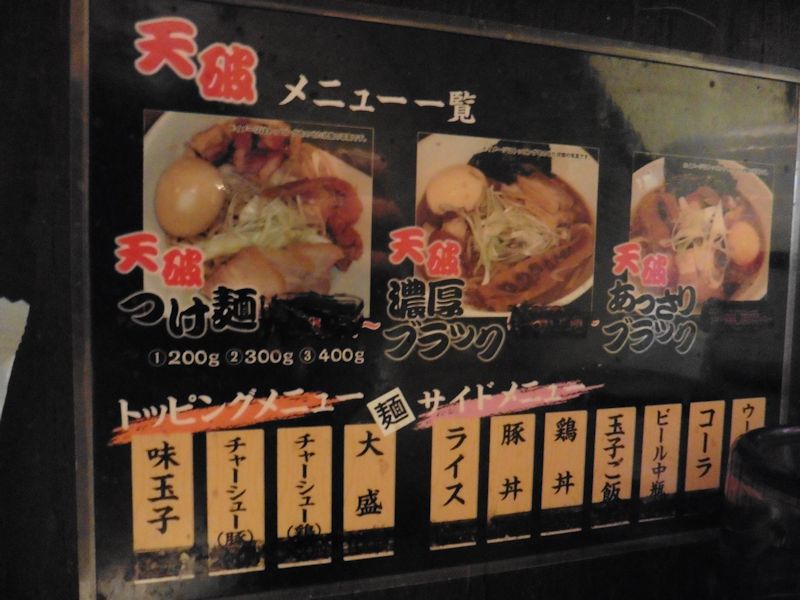 天破
メニュー一覧
天破
つけ麺
①200g ②300g ③400g
天破
濃厚
ブラック
天破
あっさり
ブラック
トッピングメニュー
麺
サイドメニュー
味玉子
チャーシュー(豚)
チャーシュー(鶏)
大盛
ライス
豚丼
鶏丼
玉子ご飯
ビール中瓶
コーラ
ウー